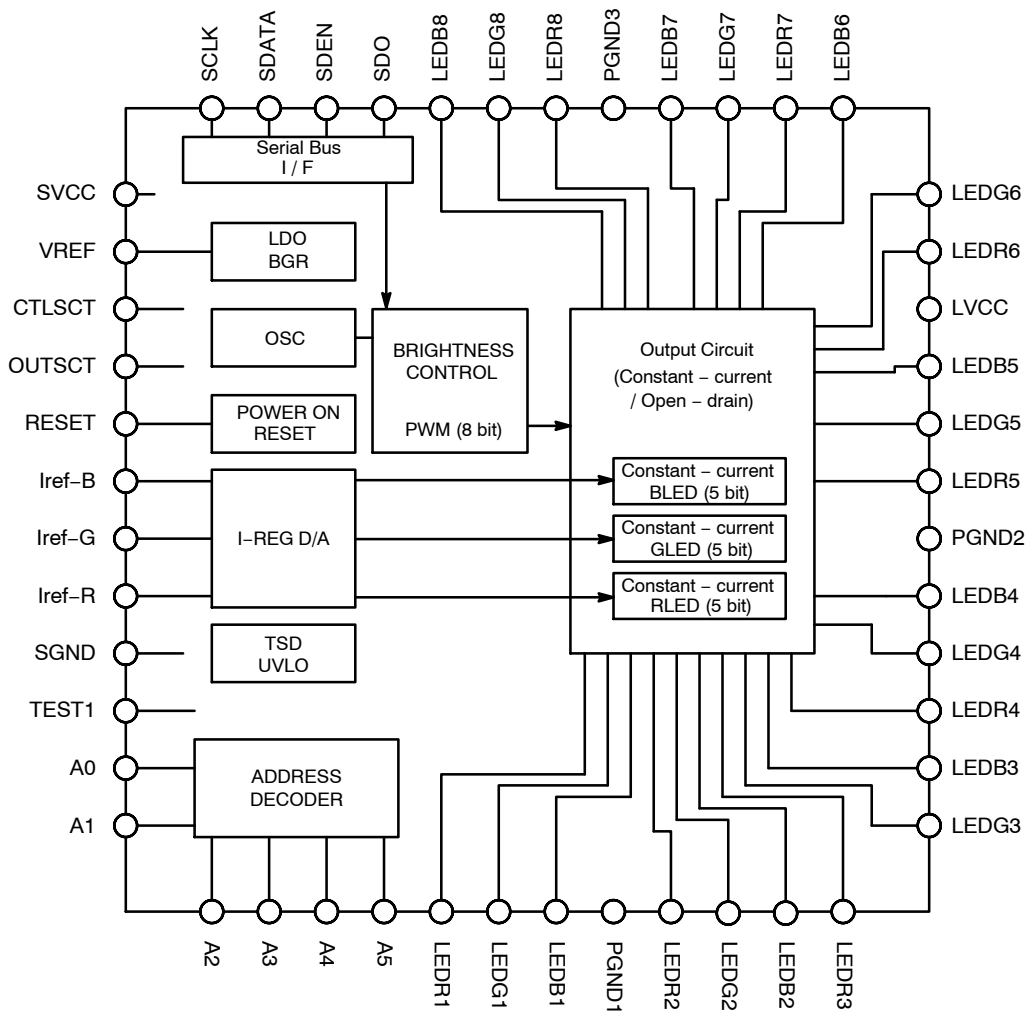 SCLK
SDATA
SDEN
SDO
LEDB8
LEDG8
LEDR8
PGND3
LEDB7
LEDG7
LEDR7
LEDB6
Serial Bus
I / F
SVCC
VREF
CTLSCT
OUTSCT
RESET
Iref−B
Iref−G
Iref−R
SGND
TEST1
A0
A1
LDO
BGR
OSC
POWER ON
RESET
BRIGHTNESS
CONTROL
PWM (8 bit)
I−REG D/A
TSD
UVLO
ADDRESS
DECODER
Output Circuit
(Constant − current
/ Open − drain)
Constant − current
BLED (5 bit)
Constant − current
GLED (5 bit)
Constant − current
RLED (5 bit)
LEDG6
LEDR6
LVCC
LEDB5
LEDG5
LEDR5
PGND2
LEDB4
LEDG4
LEDR4
LEDB3
LEDG3
A2
A3
A4
A5
LEDR1
LEDG1
LEDB1
PGND1
LEDR2
LEDG2
LEDB2
LEDR3